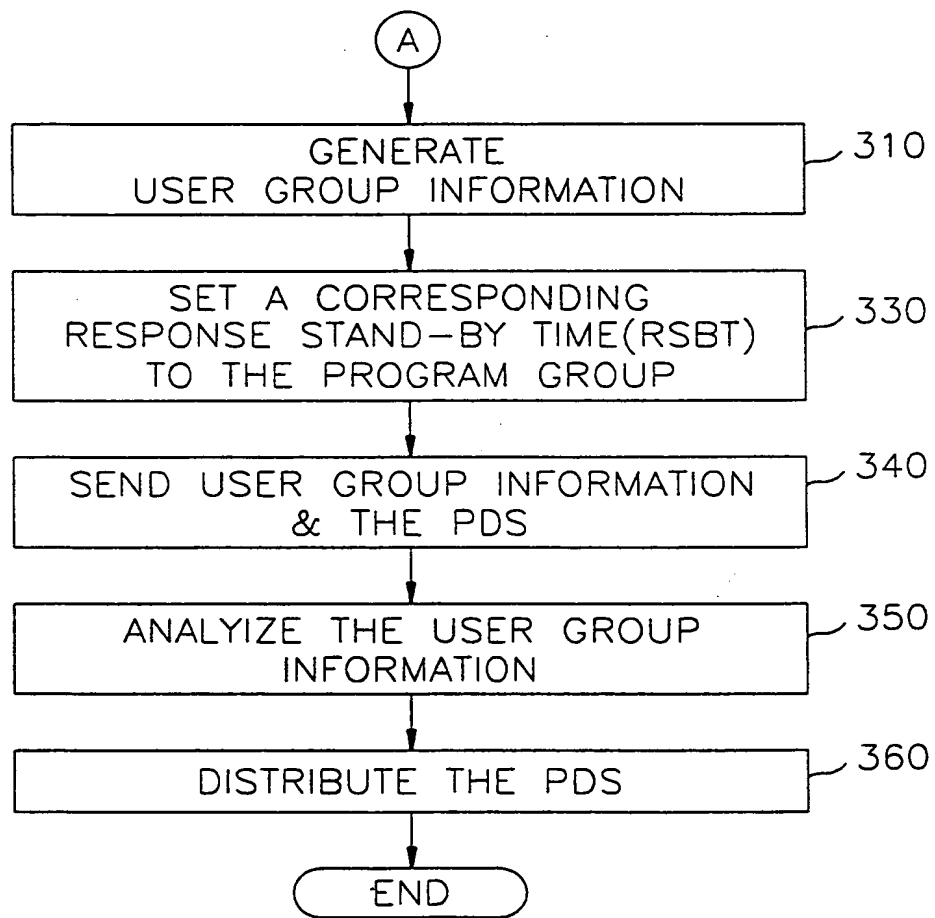 A
GENERATE
USER GROUP INFORMATION
310
SET A CORRESPONDING
RESPONSE STAND-BY TIME(RSBT)
TO THE PROGRAM GROUP
330
SEND USER GROUP INFORMATION
& THE PDS
340
ANALYIZE THE USER GROUP
INFORMATION
350
DISTRIBUTE THE PDS
360
END